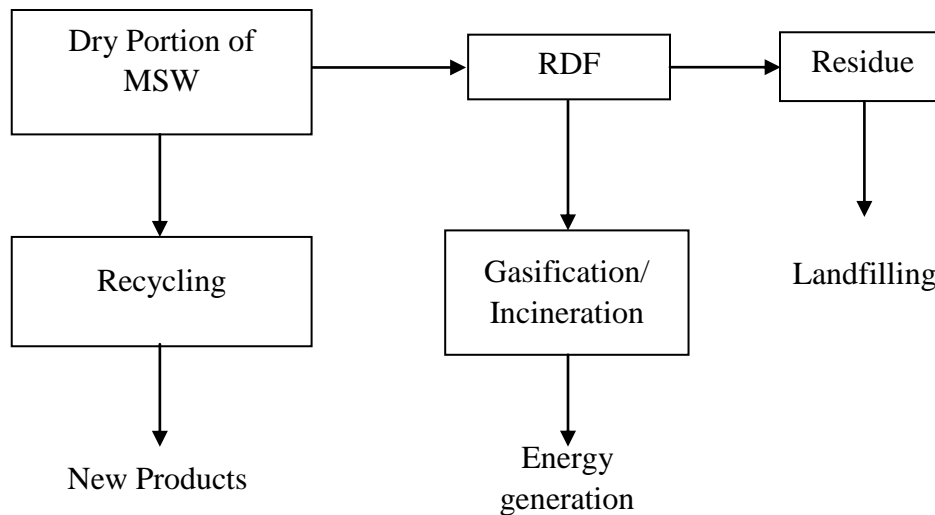 Dry Portion of
MSW
RDF
Residue
Recycling
Gasification/
Incineration
Landfilling
New Products
Energy
generation